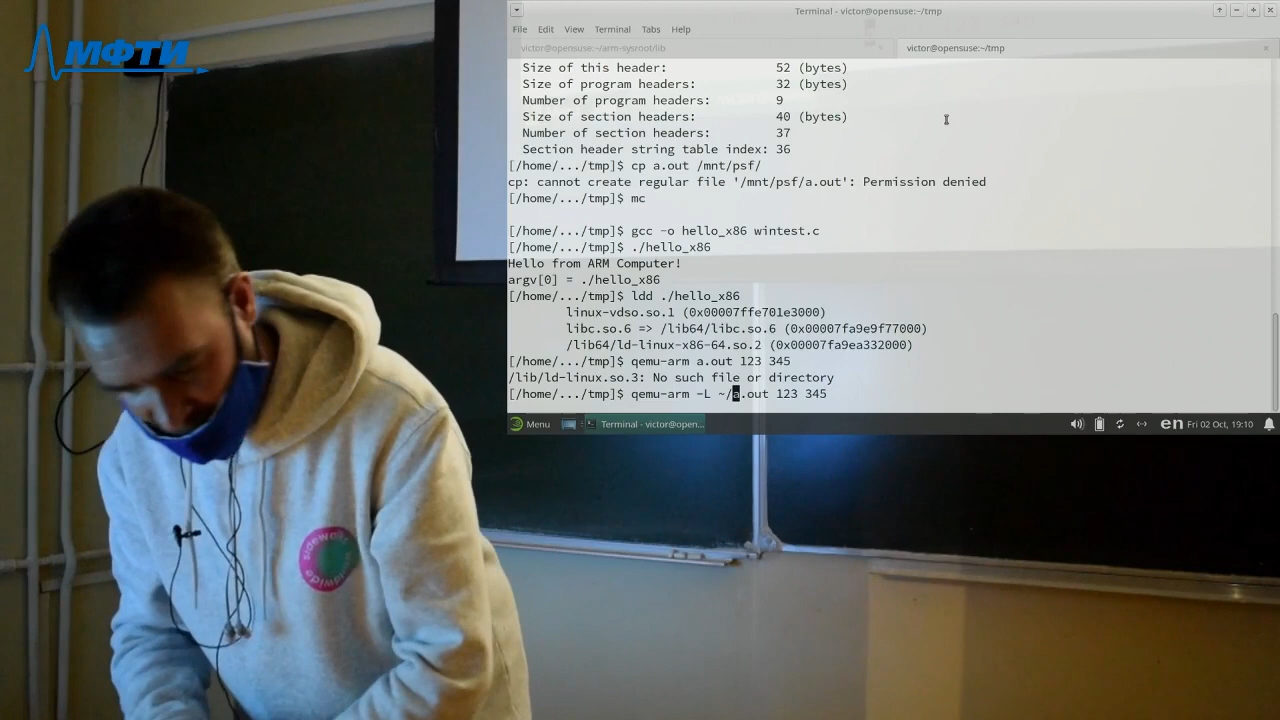 МФТИ
Terminal - victor@opensuse:~/tmp
File Edit View Terminal Tabs Help
victor@opensuse:~/arm-sysroot/lib
victor@opensuse:~/tmp
Size of this header: 52 (bytes)
Size of program headers: 32 (bytes)
Number of program headers: 9
Size of section headers: 40 (bytes)
Number of section headers: 37
Section header string table index: 36
[/home/.../tmp]$ cp a.out /mnt/psf/
cp: cannot create regular file '/mnt/psf/a.out': Permission denied
[/home/.../tmp]$ mc
[/home/.../tmp]$ gcc -o hello_x86 wintest.c
[/home/.../tmp]$ ./hello_x86
Hello from ARM Computer!
argv[0] = ./hello_x86
[/home/.../tmp]$ ldd ./hello_x86
linux-vdso.so.1 (0x00007ffe701e3000)
libc.so.6 => /lib64/libc.so.6 (0x00007fa9e9f77000)
/lib64/ld-linux-x86-64.so.2 (0x00007fa9ea332000)
[/home/.../tmp]$ qemu-arm a.out 123 345
/lib/ld-linux.so.3: No such file or directory
[/home/.../tmp]$ qemu-arm -L ~/a.out 123 345
Menu
Terminal - victor@open...
en Fri 02 Oct, 19:10
sidewalk
worldwide